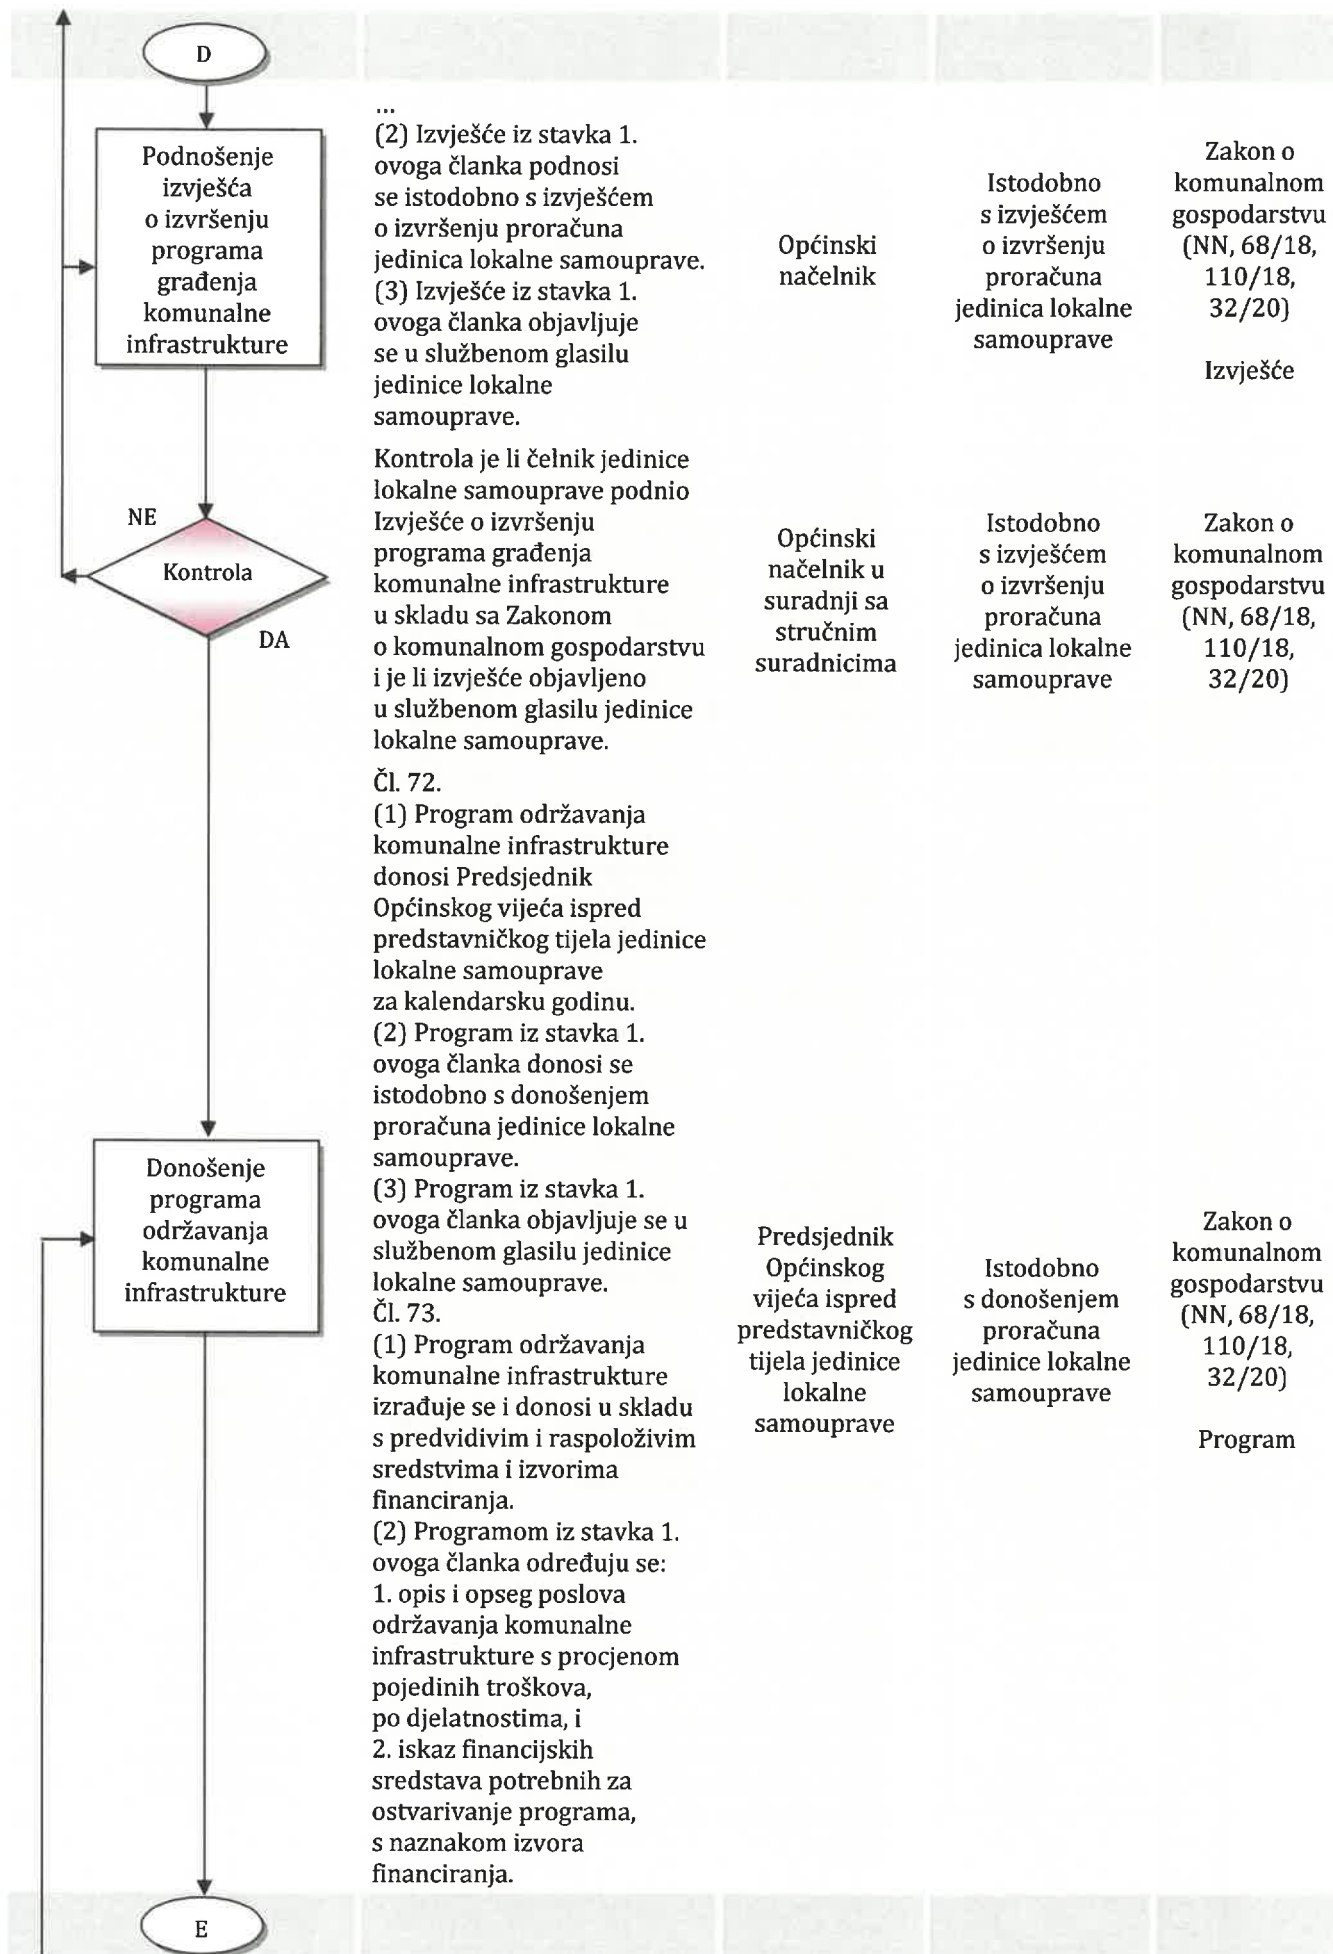 D
Podnošenje
izvješća
o izvršenju
programa
građenja
komunalne
infrastrukture
...
(2) Izvješće iz stavka 1.
ovoga članka podnosi
se istodobno s izvješćem
o izvršenju proračuna
jedinica lokalne samouprave.
(3) Izvješće iz stavka 1.
ovoga članka objavljuje
se u službenom glasilu
jedinice lokalne
samouprave.
Općinski
načelnik
Istodobno
s izvješćem
o izvršenju
proračuna
jedinica lokalne
samouprave
Zakon o
komunalnom
gospodarstvu
(NN, 68/18,
110/18,
32/20)
Izvješće
NE
Kontrola
DA
Kontrola je li čelnik jedinice
lokalne samouprave podnio
Izvješće o izvršenju
programa građenja
komunalne infrastrukture
u skladu sa Zakonom
o komunalnom gospodarstvu
i je li izvješće objavljeno
u službenom glasilu jedinice
lokalne samouprave.
Općinski
načelnik u
suradnji sa
stručnim
suradnicima
Istodobno
s izvješćem
o izvršenju
proračuna
jedinica lokalne
samouprave
Zakon o
komunalnom
gospodarstvu
(NN, 68/18,
110/18,
32/20)
Donošenje
programa
održavanja
komunalne
infrastrukture
Čl. 72.
(1) Program održavanja
komunalne infrastrukture
donosi Predsjednik
Općinskog vijeća ispred
predstavničkog tijela jedinice
lokalne samouprave
za kalendarsku godinu.
(2) Program iz stavka 1.
ovoga članka donosi se
istodobno s donošenjem
proračuna jedinice lokalne
samouprave.
(3) Program iz stavka 1.
ovoga članka objavljuje se u
službenom glasilu jedinice
lokalne samouprave.
Čl. 73.
(1) Program održavanja
komunalne infrastrukture
izrađuje se i donosi u skladu
s predvidivim i raspoloživim
sredstvima i izvorima
financiranja.
(2) Programom iz stavka 1.
ovoga članka određuju se:
1. opis i opseg poslova
održavanja komunalne
infrastrukture s procjenom
pojedinih troškova,
po djelatnostima, i
2. iskaz financijskih
sredstava potrebnih za
ostvarivanje programa,
s naznakom izvora
financiranja.
Predsjednik
Općinskog
vijeća ispred
predstavničkog
tijela jedinice
lokalne
samouprave
Istodobno
s donošenjem
proračuna
jedinice lokalne
samouprave
Zakon o
komunalnom
gospodarstvu
(NN, 68/18,
110/18,
32/20)
Program
E